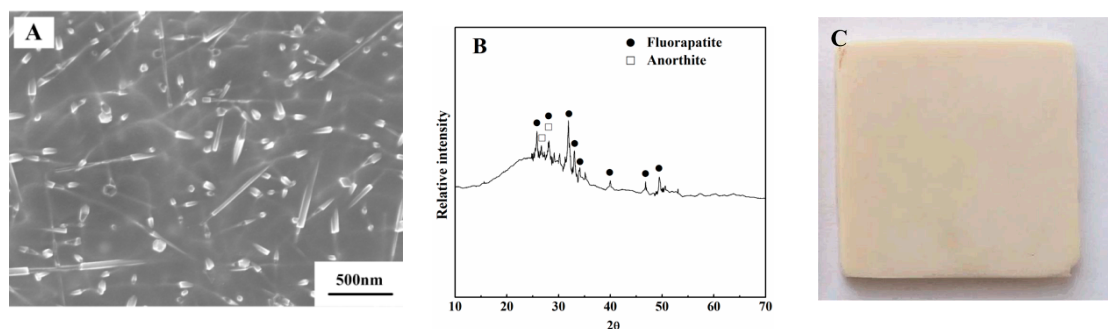 A
500nm
B
● Fluorapatite
□ Anorthite
Relative intensity
10 20 30 40 50 60 70
2θ
C